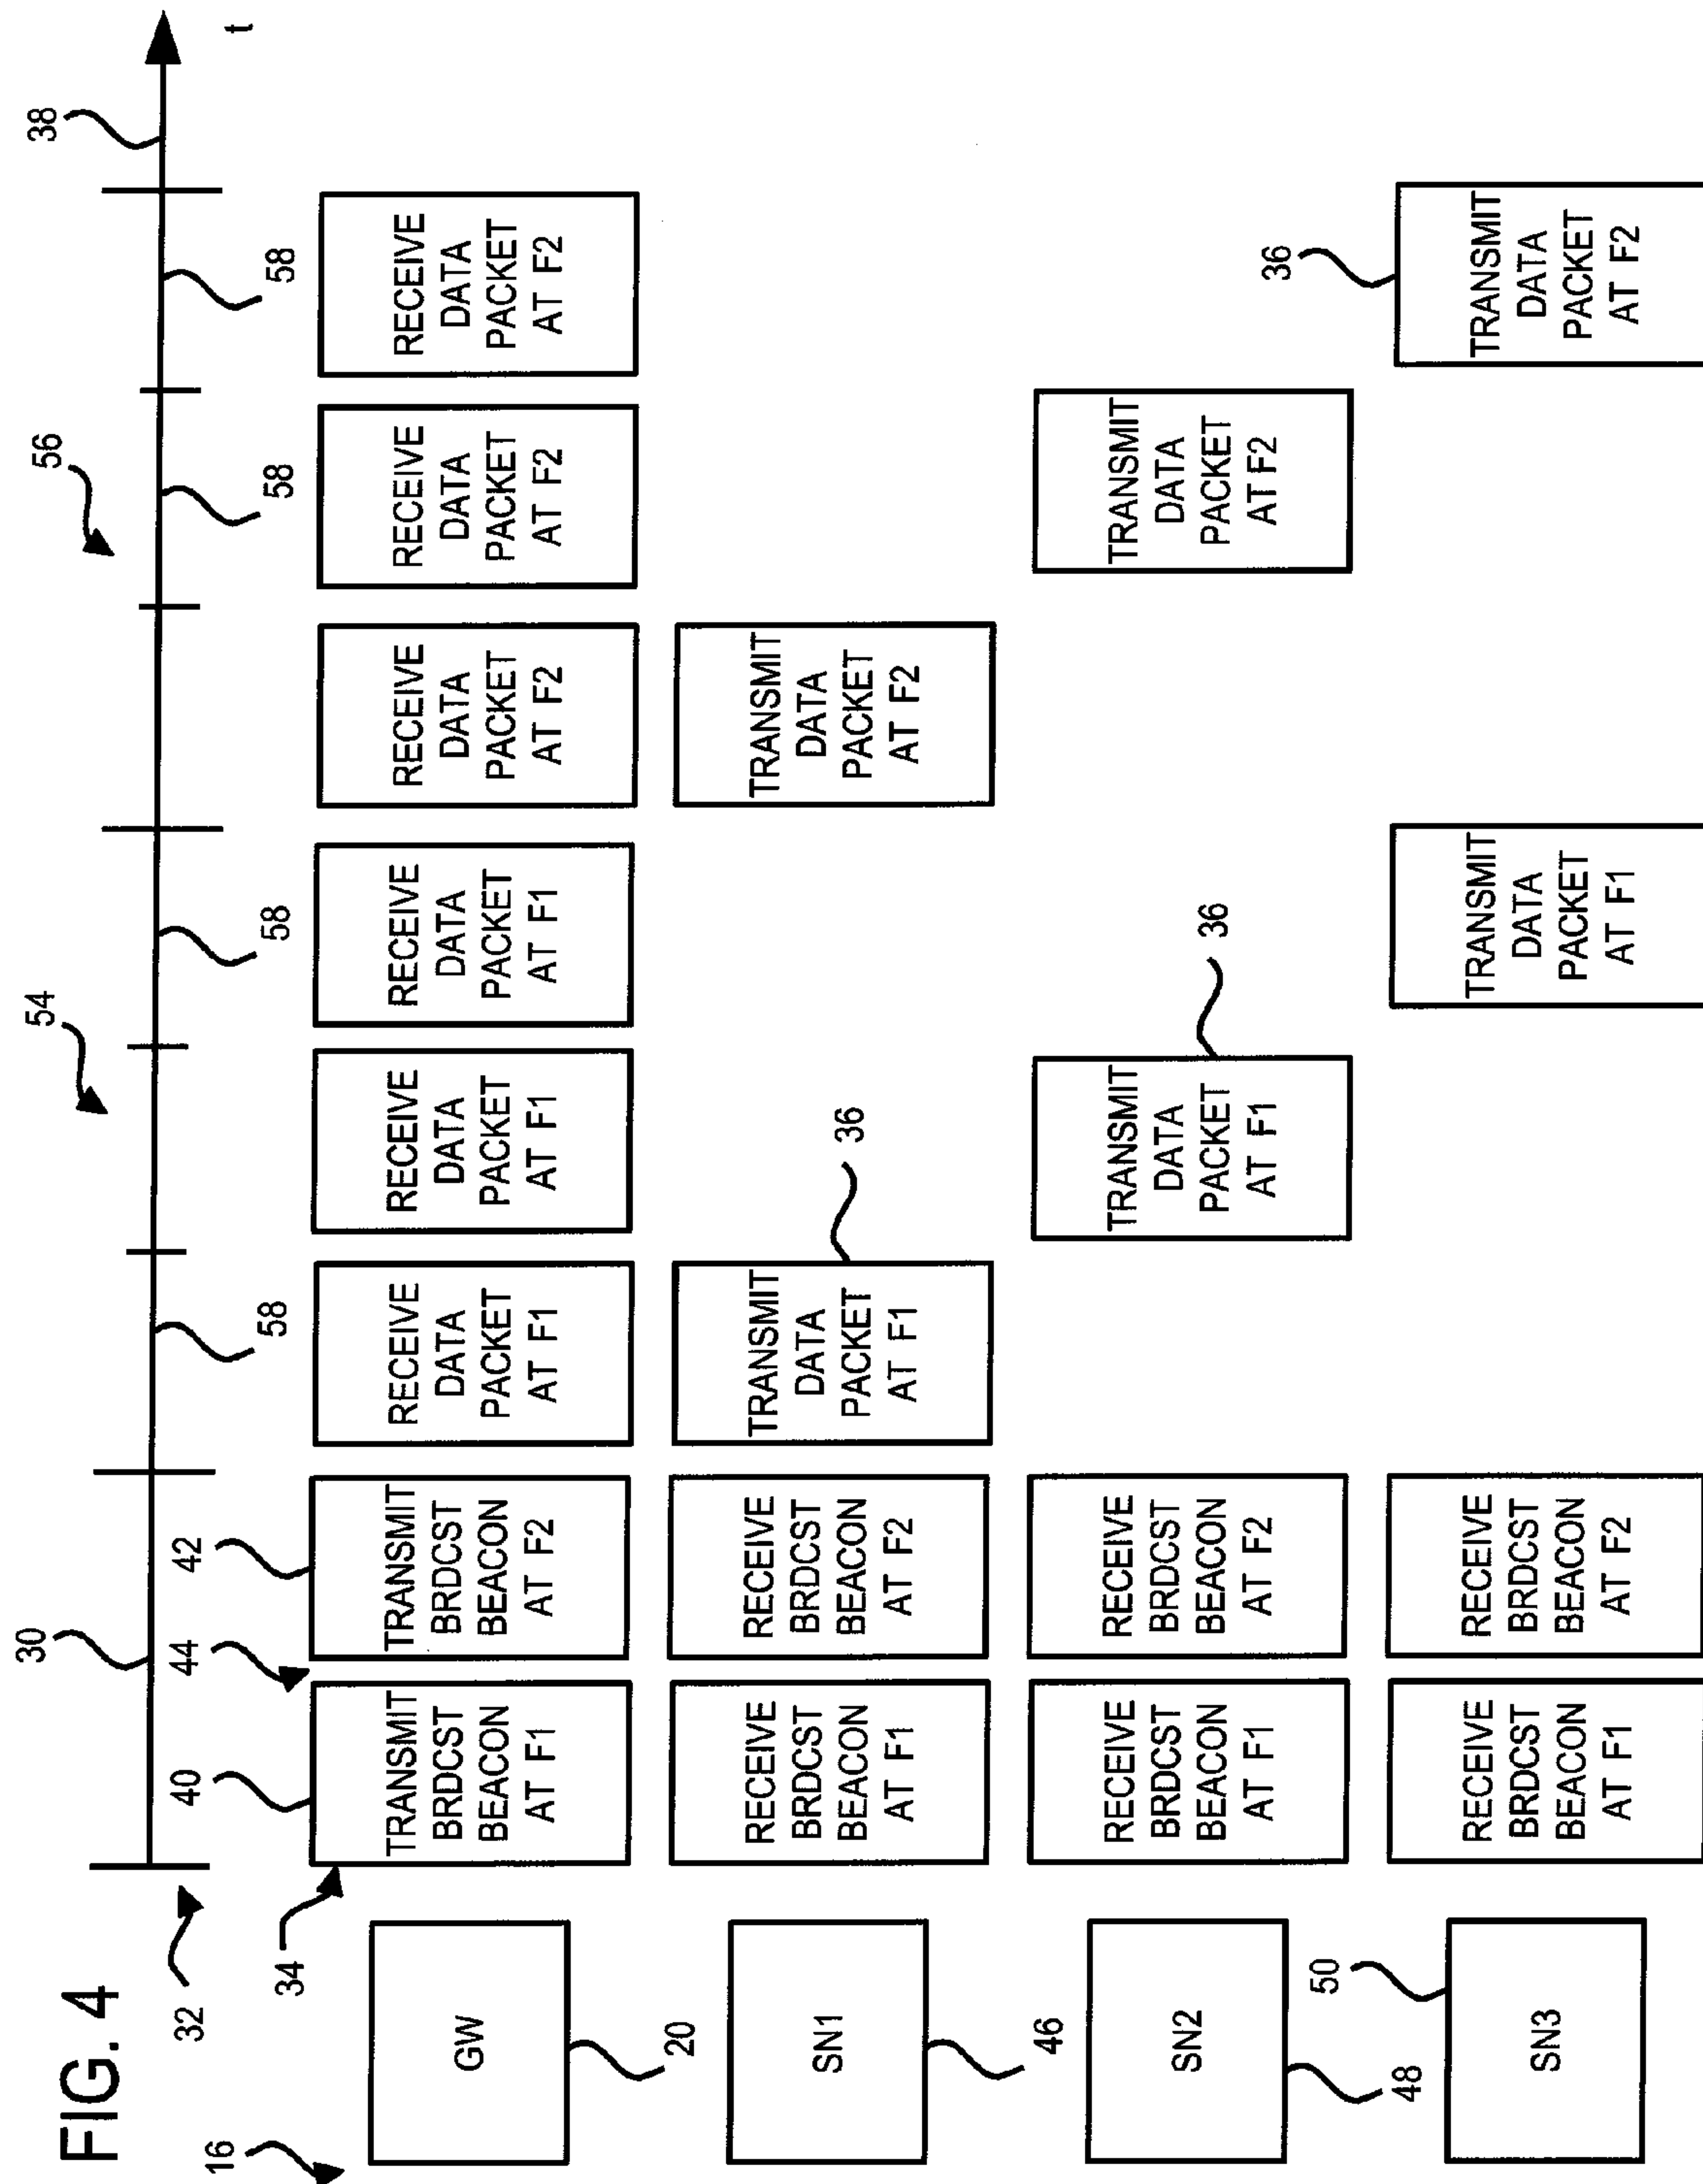 FIG. 4
16
32
30
54
56
38
t
34
40
44
42
58
58
58
58
GW
20
TRANSMIT
BRDCST
BEACON
AT F1
TRANSMIT
BRDCST
BEACON
AT F2
RECEIVE
DATA
PACKET
AT F1
RECEIVE
DATA
PACKET
AT F1
RECEIVE
DATA
PACKET
AT F1
RECEIVE
DATA
PACKET
AT F2
RECEIVE
DATA
PACKET
AT F2
RECEIVE
DATA
PACKET
AT F2
SN1
46
RECEIVE
BRDCST
BEACON
AT F1
RECEIVE
BRDCST
BEACON
AT F2
TRANSMIT
DATA
PACKET
AT F1
36
TRANSMIT
DATA
PACKET
AT F2
SN2
48
RECEIVE
BRDCST
BEACON
AT F1
RECEIVE
BRDCST
BEACON
AT F2
TRANSMIT
DATA
PACKET
AT F1
36
TRANSMIT
DATA
PACKET
AT F2
50
SN3
RECEIVE
BRDCST
BEACON
AT F1
RECEIVE
BRDCST
BEACON
AT F2
TRANSMIT
DATA
PACKET
AT F1
36
TRANSMIT
DATA
PACKET
AT F2